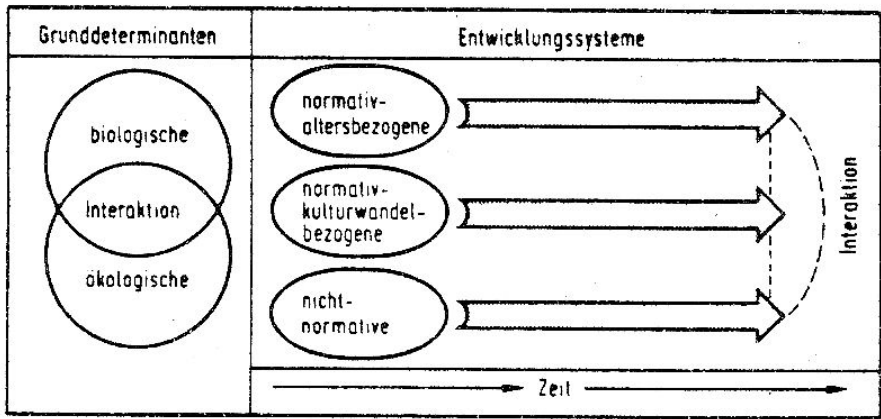 Grunddeterminanten
Entwicklungssysteme
biologische
Interaktion
ökologische
normativ-
altersbezogene
normativ-
kulturwandel-
bezogene
nicht-
normative
Interaktion
Zeit